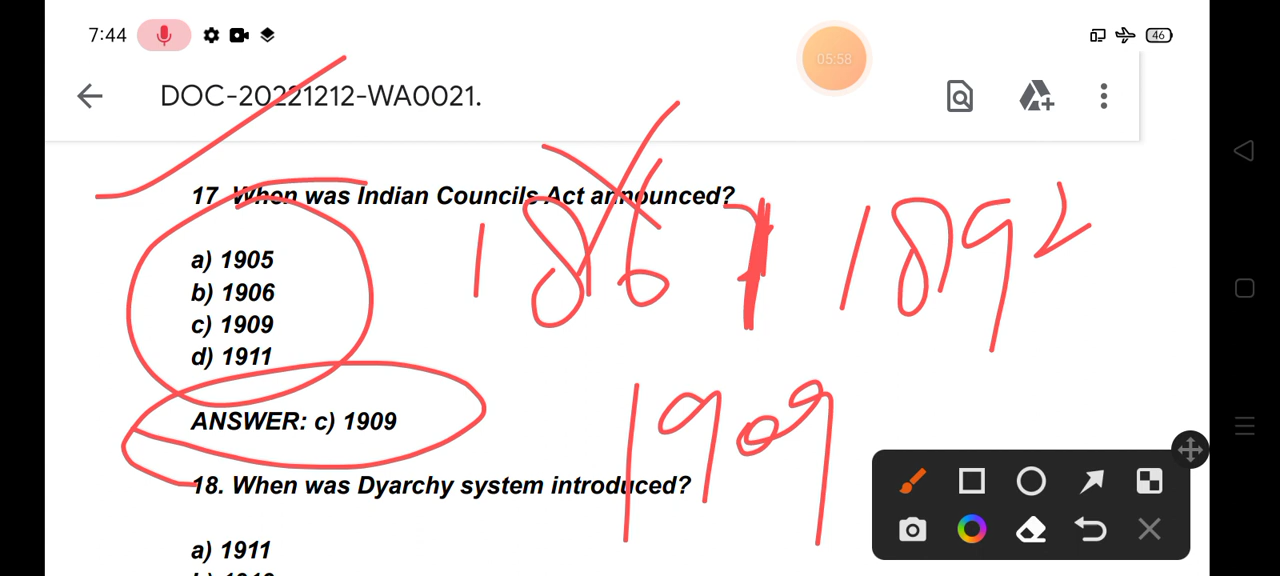 7:44
46
05:58
DOC-20221212-WA0021.
17. When was Indian Councils Act announced?
1861 1892
a) 1905
b) 1906
c) 1909
d) 1911
ANSWER: c) 1909
1909
18. When was Dyarchy system introduced?
a) 1911